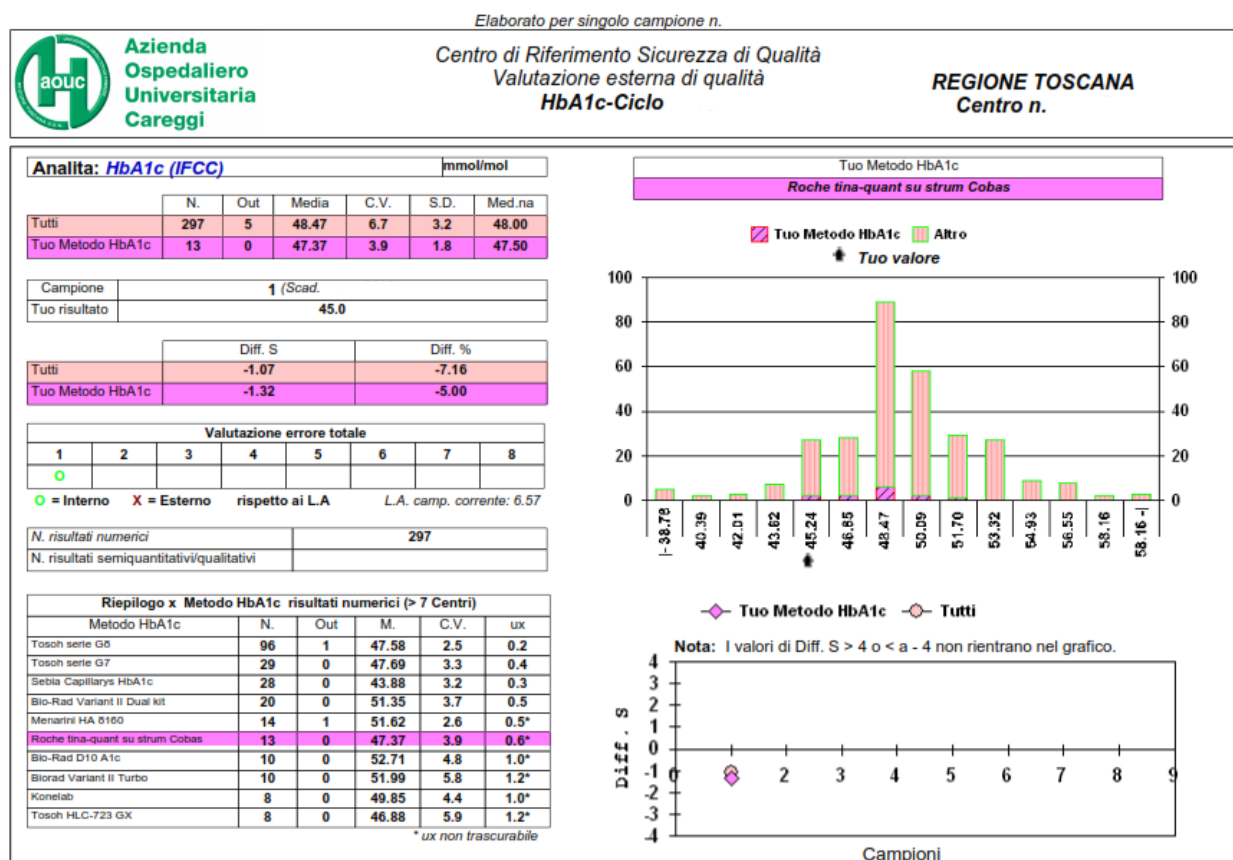 Elaborato per singolo campione n.
aouc
Azienda
Ospedaliero
Universitaria
Careggi
Centro di Riferimento Sicurezza di Qualità
Valutazione esterna di qualità
HbA1c-Ciclo
REGIONE TOSCANA
Centro n.
Analita: HbA1c (IFCC) mmol/mol
N. Out Media C.V. S.D. Med.na
Tutti 297 5 48.47 6.7 3.2 48.00
Tuo Metodo HbA1c 13 0 47.37 3.9 1.8 47.50
Campione 1 (Scad.
Tuo risultato 45.0
Diff. S Diff. %
Tutti -1.07 -7.16
Tuo Metodo HbA1c -1.32 -5.00
Valutazione errore totale
1 2 3 4 5 6 7 8
O
O = Interno X = Esterno rispetto ai L.A L.A. camp. corrente: 6.57
N. risultati numerici 297
N. risultati semiquantitativi/qualitativi
Riepilogo x Metodo HbA1c risultati numerici (> 7 Centri)
Metodo HbA1c N. Out M. C.V. ux
Tosoh serie G8 96 1 47.58 2.5 0.2
Tosoh serie G7 29 0 47.69 3.3 0.4
Sebia Capillarys HbA1c 28 0 43.88 3.2 0.3
Bio-Rad Variant II Dual kit 20 0 51.35 3.7 0.5
Menarini HA 8160 14 1 51.62 2.6 0.5*
Roche tina-quant su strum Cobas 13 0 47.37 3.9 0.6*
Bio-Rad D10 A1c 10 0 52.71 4.8 1.0*
Biorad Variant II Turbo 10 0 51.99 5.8 1.2*
Konelab 8 0 49.85 4.4 1.0*
Tosoh HLC-723 GX 8 0 46.88 5.9 1.2*
* ux non trascurabile
Tuo Metodo HbA1c
Roche tina-quant su strum Cobas
Tuo Metodo HbA1c Altro
Tuo valore
100 100
80 80
60 60
40 40
20 20
0 0
|- 38.78 40.39 42.01 43.62 45.24 46.85 48.47 50.09 51.70 53.32 54.93 56.55 58.16 58.16 -|
Tuo Metodo HbA1c Tutti
Nota: I valori di Diff. S > 4 o < a - 4 non rientrano nel grafico.
Diff. S
4
3
2
1
0
-1
-2
-3
-4
0 1 2 3 4 5 6 7 8 9
Campioni